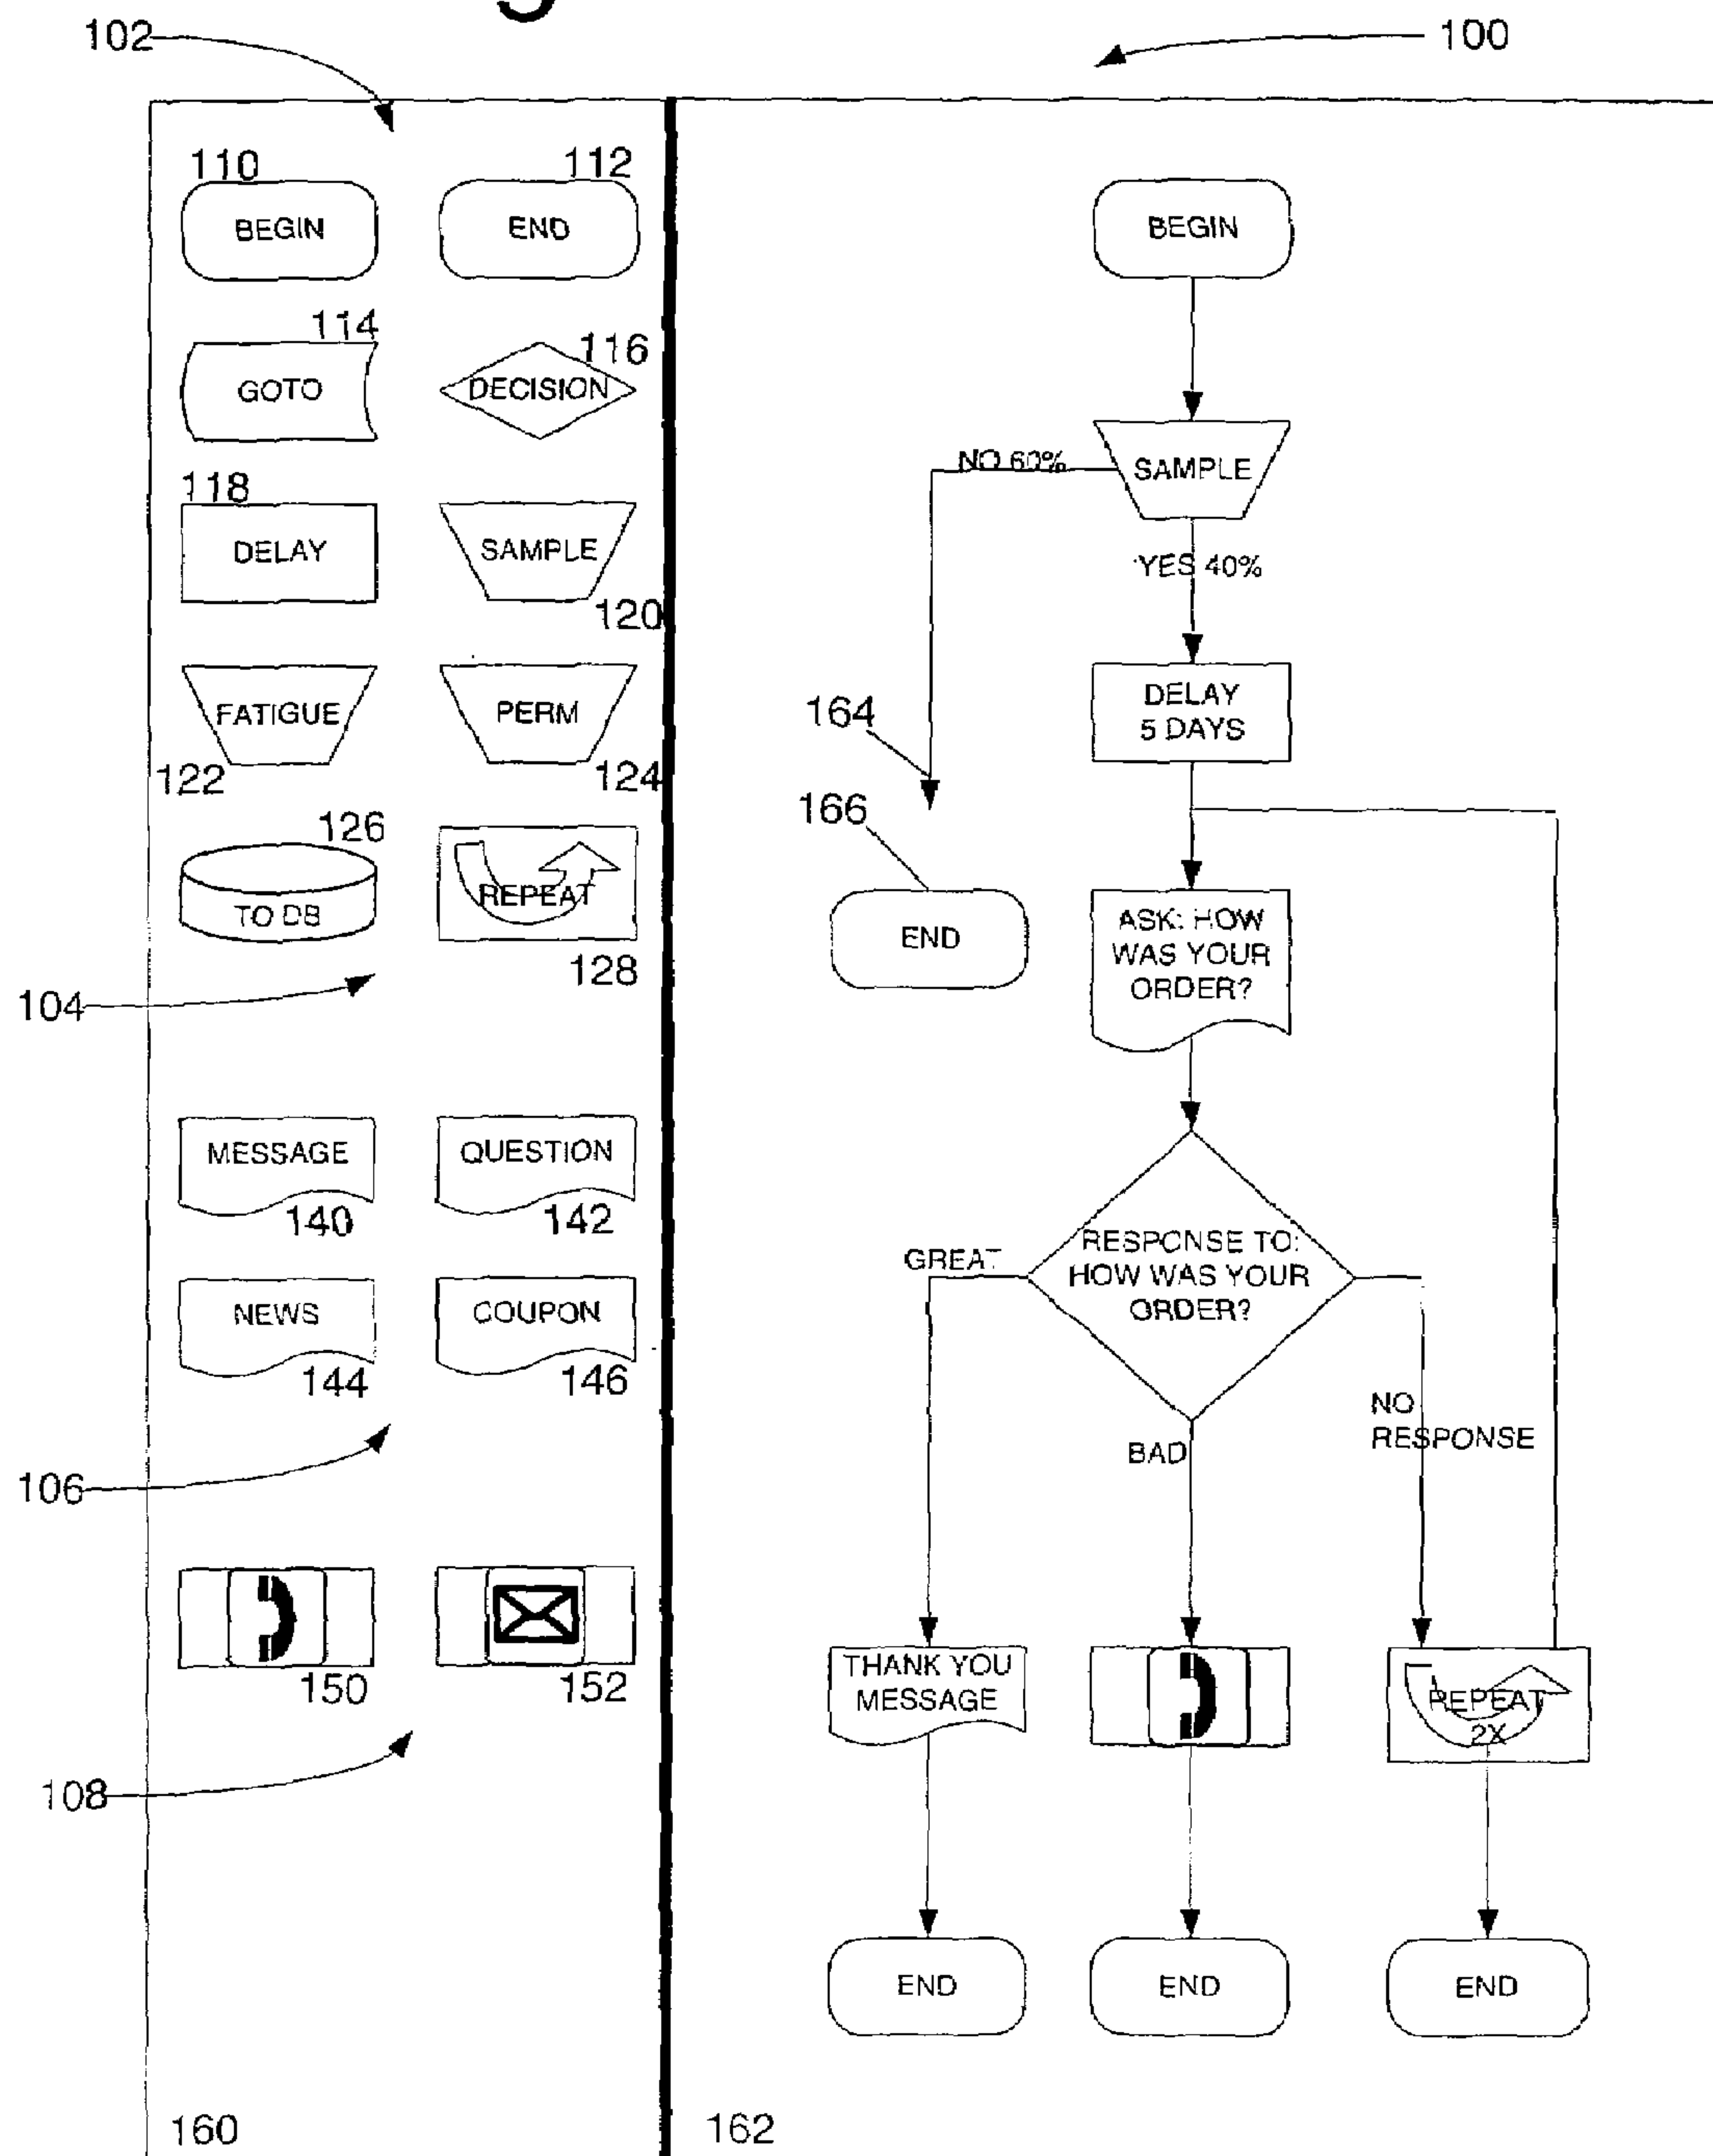 102
100
110
112
BEGIN
END
114
116
GOTO
DECISION
118
DELAY
SAMPLE
120
FATIGUE
PERM
122
124
126
TO DB
REPEAT
128
104
MESSAGE
QUESTION
140
142
NEWS
COUPON
144
146
106
150
152
108
160
BEGIN
SAMPLE
NO 60%
YES 40%
DELAY
5 DAYS
164
166
END
ASK: HOW
WAS YOUR
ORDER?
RESPONSE TO:
HOW WAS YOUR
ORDER?
GREAT
BAD
NO
RESPONSE
THANK YOU
MESSAGE
REPEAT
2X
END
END
END
162